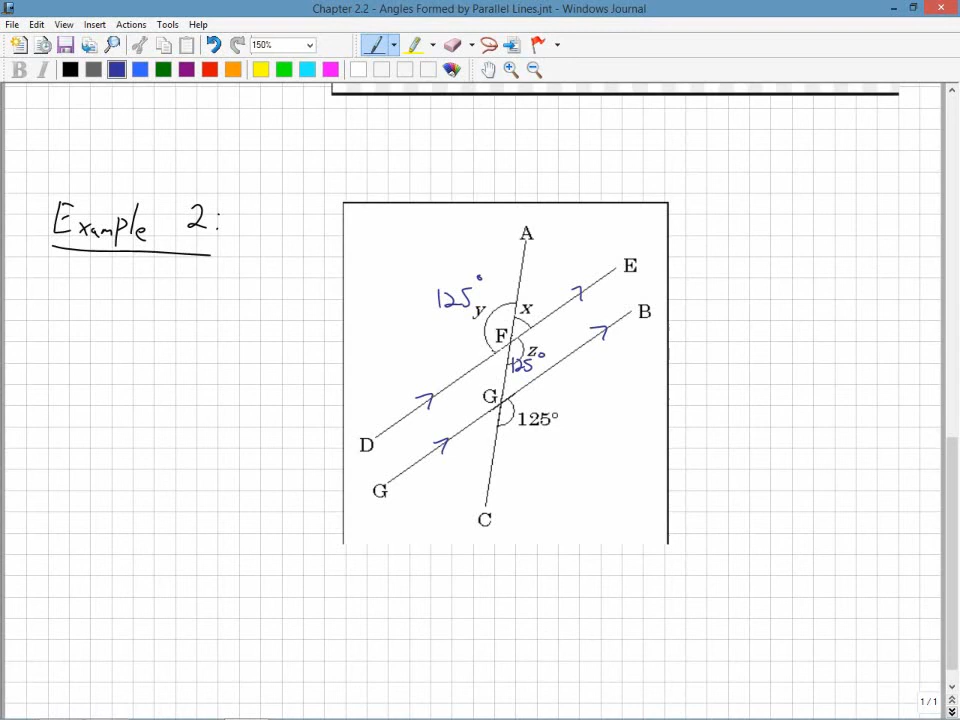 Chapter 2.2 - Angles Formed by Parallel Lines.jnt - Windows Journal
File Edit View Insert Actions Tools Help
150%
B I
Example 2:
A
E
125°
y x
B
F
z
125°
G
125°
D
G
C
1 / 1